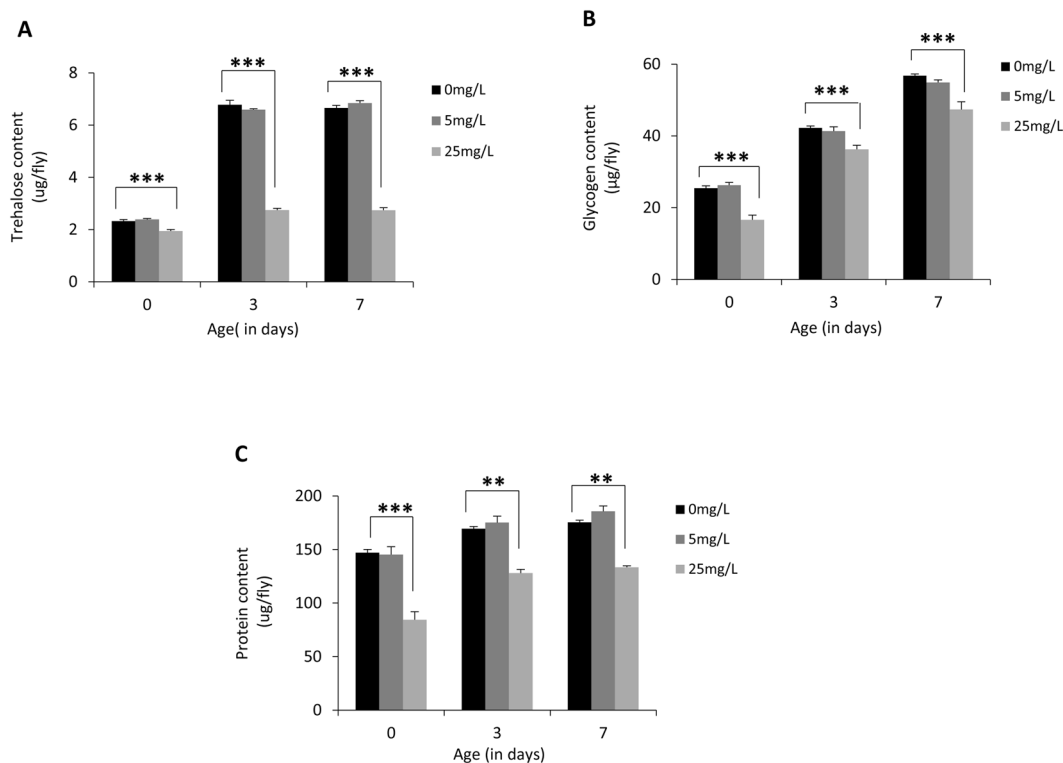 A
Trehalose content
(ug/fly)
8
6
4
2
0
***
***
***
0 3 7
Age( in days)
0mg/L
5mg/L
25mg/L
B
Glycogen content
(µg/fly)
60
40
20
0
***
***
***
0 3 7
Age (in days)
0mg/L
5mg/L
25mg/L
C
Protein content
(ug/fly)
200
150
100
50
0
***
**
**
0 3 7
Age (in days)
0mg/L
5mg/L
25mg/L